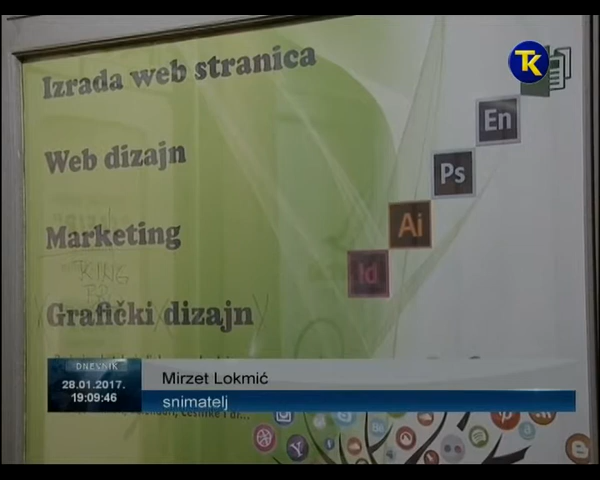 Izrada web stranica
TK
En
Web dizajn
Ps
Marketing
Ai
KING
Id
Grafički dizajn
DNEVNIK
28.01.2017.
19:09:46
Mirzet Lokmić
snimatelj